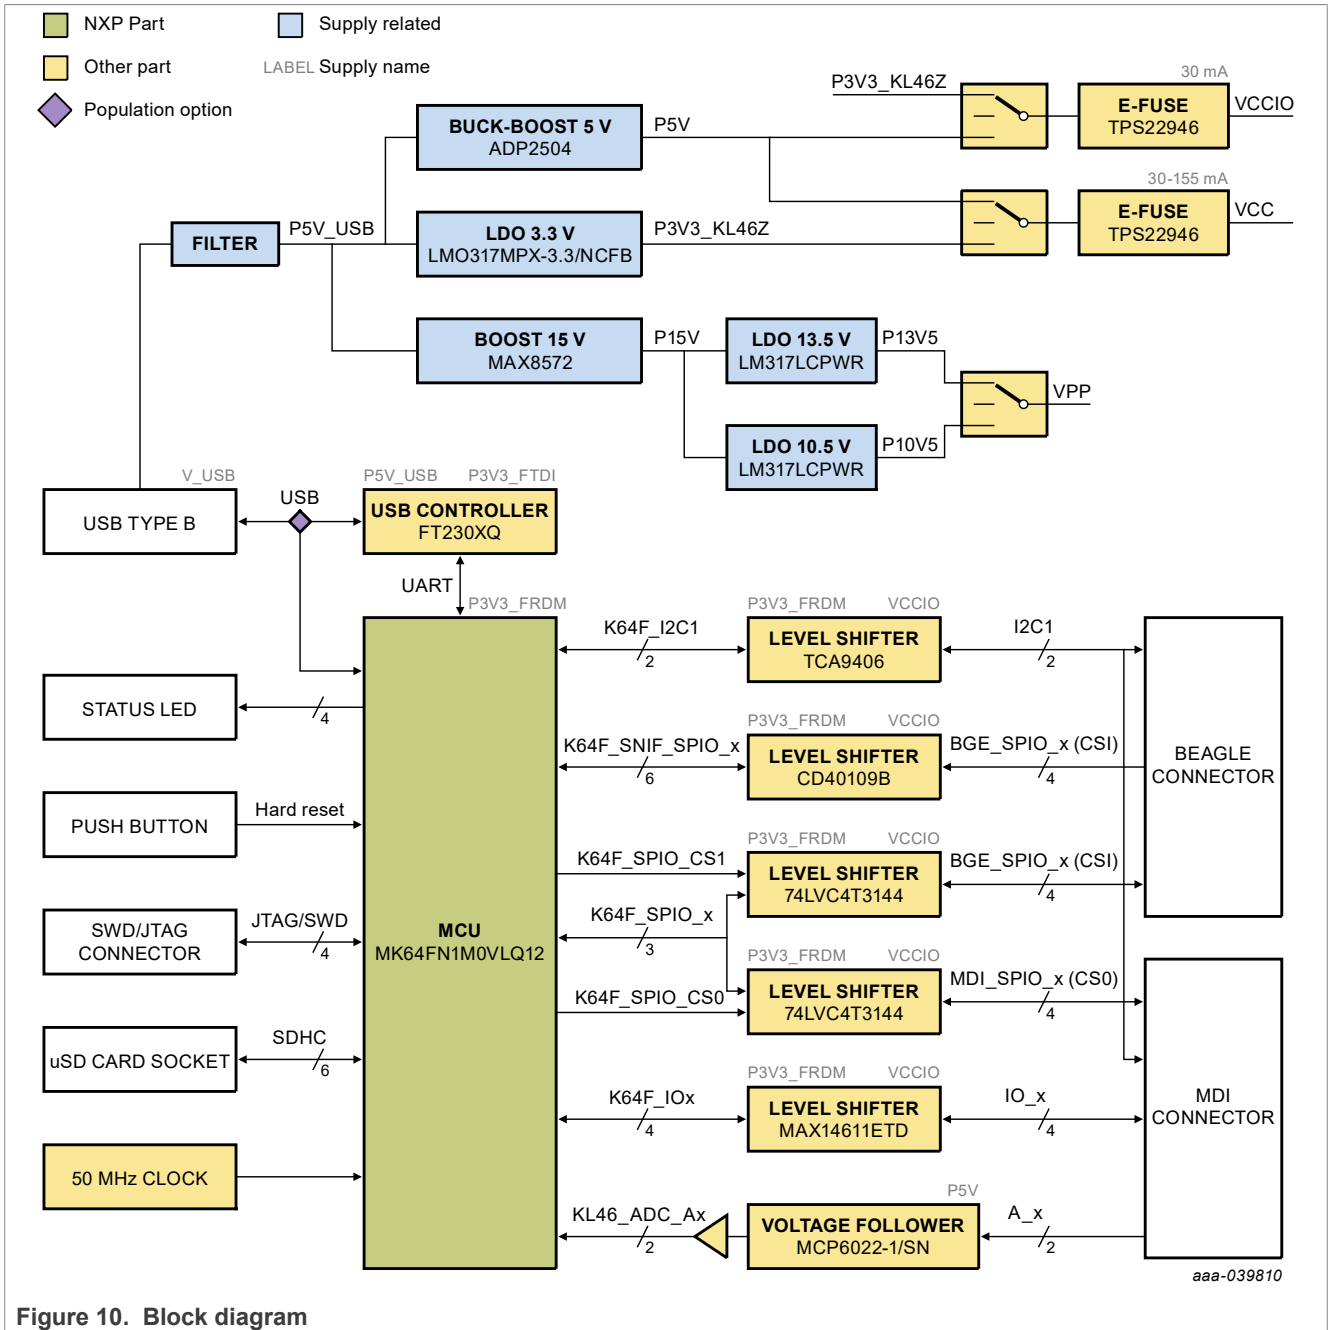 NXP Part
Supply related
Other part
LABEL Supply name
Population option
30 mA
P3V3_KL46Z
E-FUSE
TPS22946
VCCIO
BUCK-BOOST 5 V
ADP2504
P5V
30-155 mA
E-FUSE
TPS22946
VCC
FILTER
P5V_USB
LDO 3.3 V
LMO317MPX-3.3/NCFB
P3V3_KL46Z
BOOST 15 V
MAX8572
P15V
LDO 13.5 V
LM317LCPWR
P13V5
VPP
LDO 10.5 V
LM317LCPWR
P10V5
V_USB
USB TYPE B
USB
P5V_USB
P3V3_FTDI
USB CONTROLLER
FT230XQ
UART
P3V3_FRDM
MCU
MK64FN1M0VLQ12
K64F_I2C1
2
P3V3_FRDM
VCCIO
LEVEL SHIFTER
TCA9406
I2C1
2
STATUS LED
4
K64F_SNIF_SPIO_x
6
P3V3_FRDM
VCCIO
LEVEL SHIFTER
CD40109B
BGE_SPIO_x (CSI)
4
BEAGLE
CONNECTOR
PUSH BUTTON
Hard reset
K64F_SPIO_CS1
P3V3_FRDM
VCCIO
LEVEL SHIFTER
74LVC4T3144
BGE_SPIO_x (CSI)
4
SWD/JTAG
CONNECTOR
JTAG/SWD
4
K64F_SPIO_x
3
K64F_SPIO_CS0
P3V3_FRDM
VCCIO
LEVEL SHIFTER
74LVC4T3144
MDI_SPIO_x (CS0)
4
uSD CARD SOCKET
SDHC
6
K64F_IOx
4
P3V3_FRDM
VCCIO
LEVEL SHIFTER
MAX14611ETD
IO_x
4
MDI
CONNECTOR
50 MHz CLOCK
KL46_ADC_Ax
2
P5V
VOLTAGE FOLLOWER
MCP6022-1/SN
A_x
2
aaa-039810
Figure 10. Block diagram